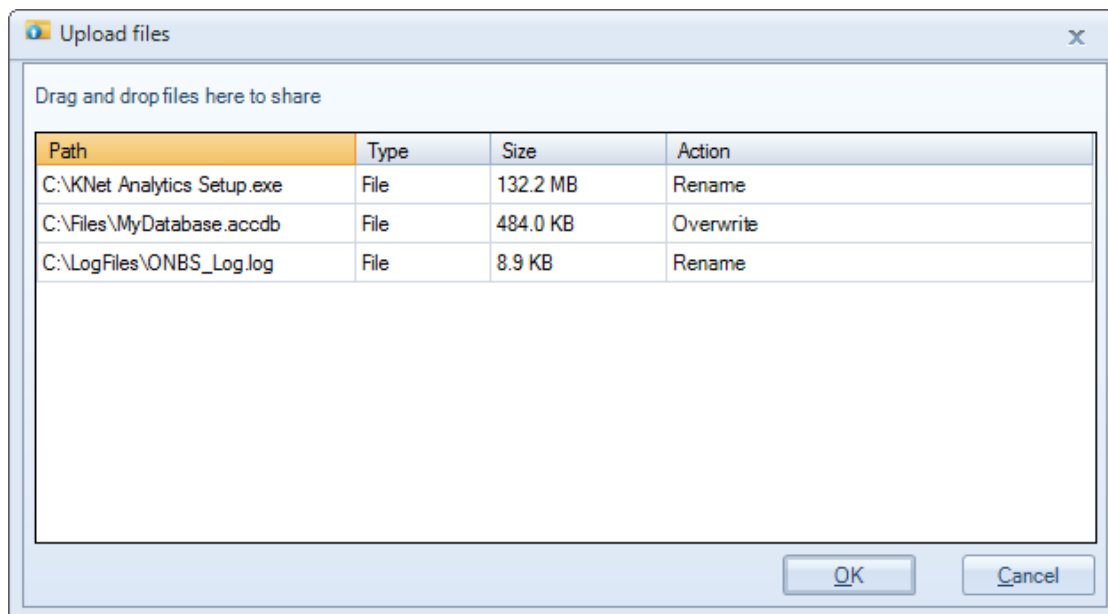 Upload files
x
Drag and drop files here to share
Path Type Size Action
C:\KNet Analytics Setup.exe File 132.2 MB Rename
C:\Files\MyDatabase.accdb File 484.0 KB Overwrite
C:\LogFiles\ONBS_Log.log File 8.9 KB Rename
OK Cancel